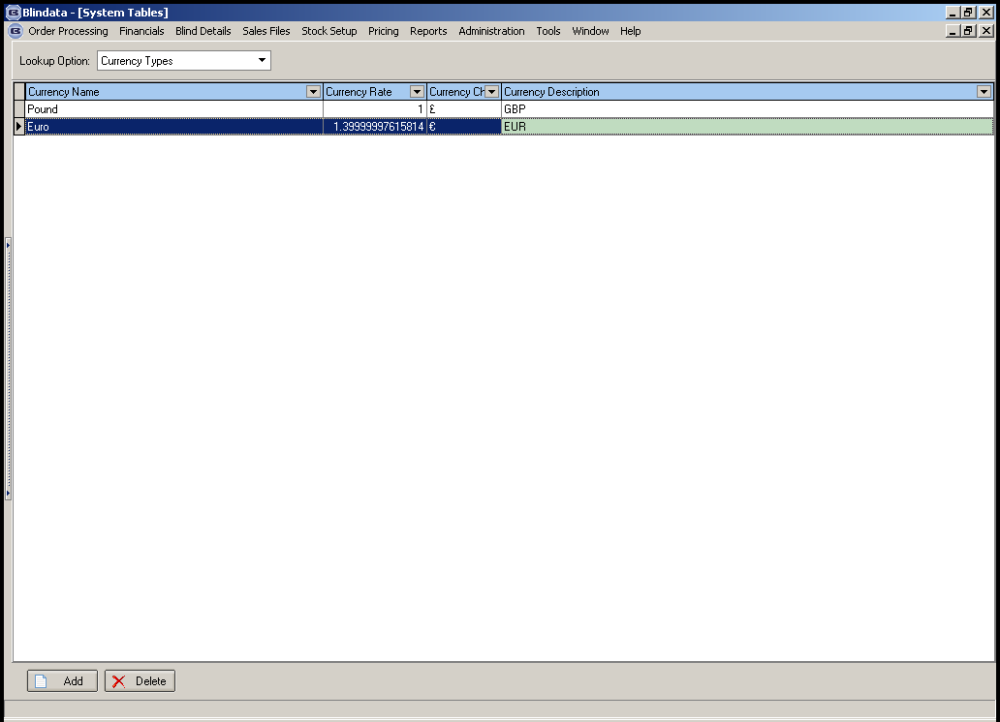 Blindata - [System Tables]
Order Processing Financials Blind Details Sales Files Stock Setup Pricing Reports Administration Tools Window Help
Lookup Option: Currency Types
Currency Name Currency Rate Currency Ch Currency Description
Pound 1 £ GBP
Euro 1.39999997615814 € EUR
Add Delete